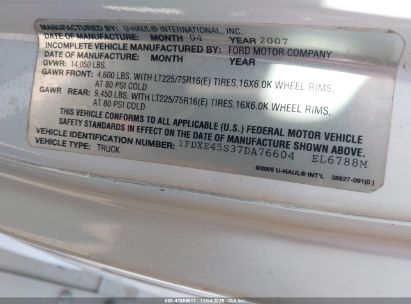 MANUFACTURED BY: U-HAUL® INTERNATIONAL, INC.
DATE OF MANUFACTURE: MONTH 04 YEAR 2007
INCOMPLETE VEHICLE MANUFACTURED BY: FORD MOTOR COMPANY
DATE OF MANUFACTURE: MONTH YEAR
GVWR: 14,050 LBS.
GAWR FRONT: 4,600 LBS. WITH LT225/75R16(E) TIRES,16X6.0K WHEEL RIMS,
AT 80 PSI COLD
GAWR REAR: 9,450 LBS. WITH LT225/75R16(E) TIRES,16X6.0K WHEEL RIMS,
AT 80 PSI COLD
THIS VEHICLE CONFORMS TO ALL APPLICABLE (U.S.) FEDERAL MOTOR VEHICLE
SAFETY STANDARDS IN EFFECT ON THE DATE OF MANUFACTURE SHOWN ABOVE.
VEHICLE IDENTIFICATION NUMBER: 1FDXE45S37DA76604 EL6788M
VEHICLE TYPE: TRUCK
©2005 U-HAUL® INT'L 38627-091(D)
11/04/2025